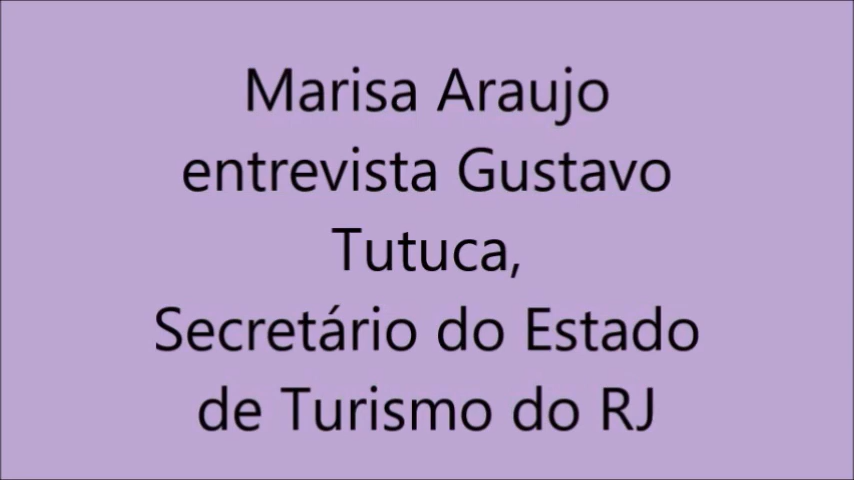 Marisa Araujo
entrevista Gustavo
Tutuca,
Secretário do Estado
de Turismo do RJ